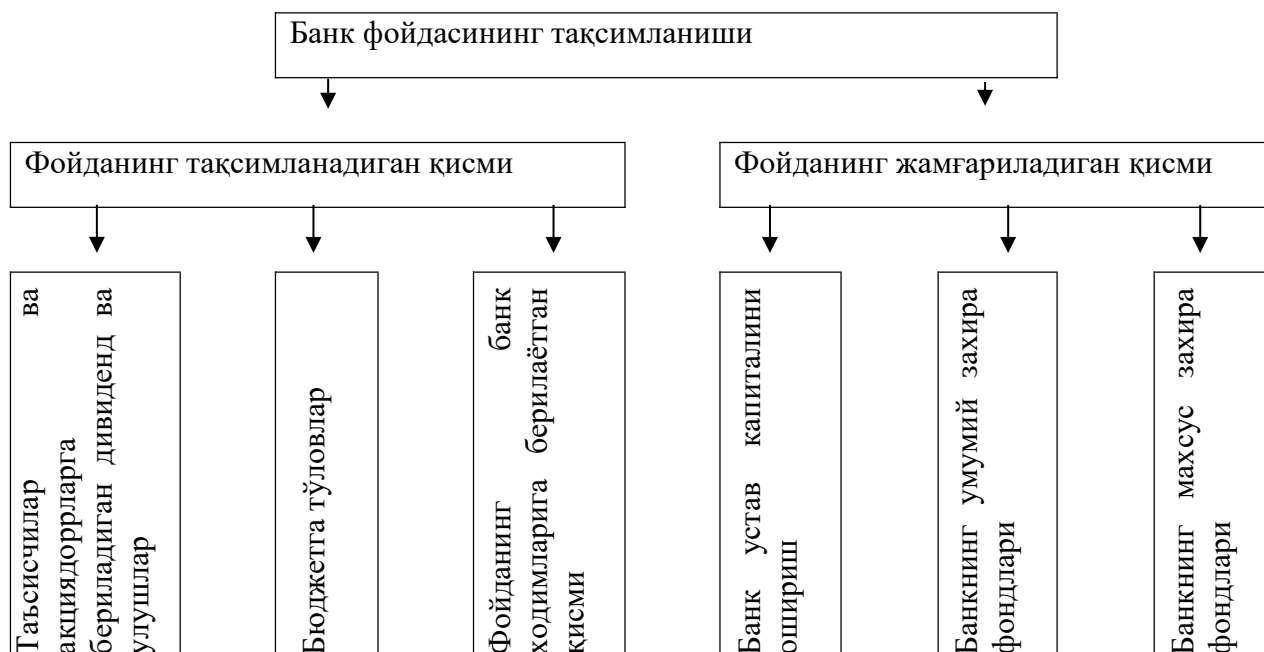 Банк фойдасининг тақсимланиши
Фойданинг тақсимланадиган қисми
Фойданинг жамғариладиган қисми
Таъсисчилар ва
акциядорларга
бериладиган дивиденд ва
улушлар
Бюджетга тўловлар
Фойданинг банк
ходимларига берилаётган
қисми
Банк устав капиталини
ошириш
Банкнинг умумий захира
фондлари
Банкнинг махсус захира
фондлари